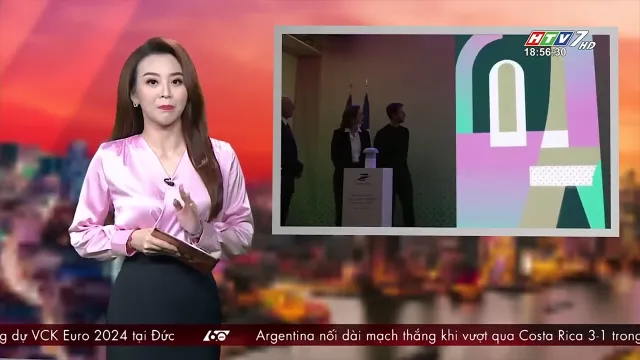 HTV7 HD
18:56:30
g dự VCK Euro 2024 tại Đức
60
Argentina nối dài mạch thắng khi vượt qua Costa Rica 3-1 trong